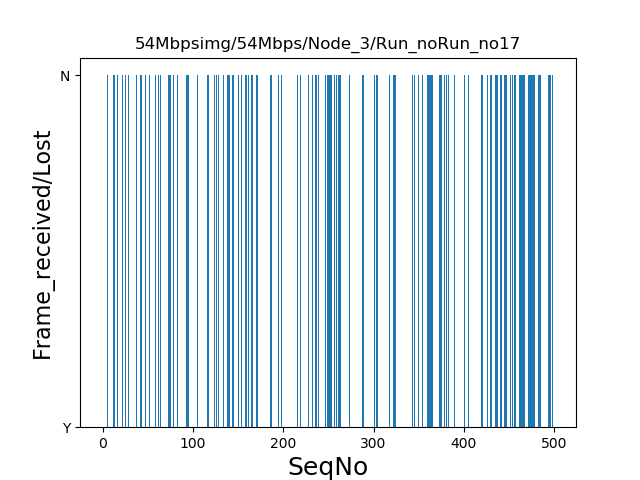 54Mbpsimg/54Mbps/Node_3/Run_noRun_no17
N
Frame_received/Lost
Y
0 100 200 300 400 500
SeqNo